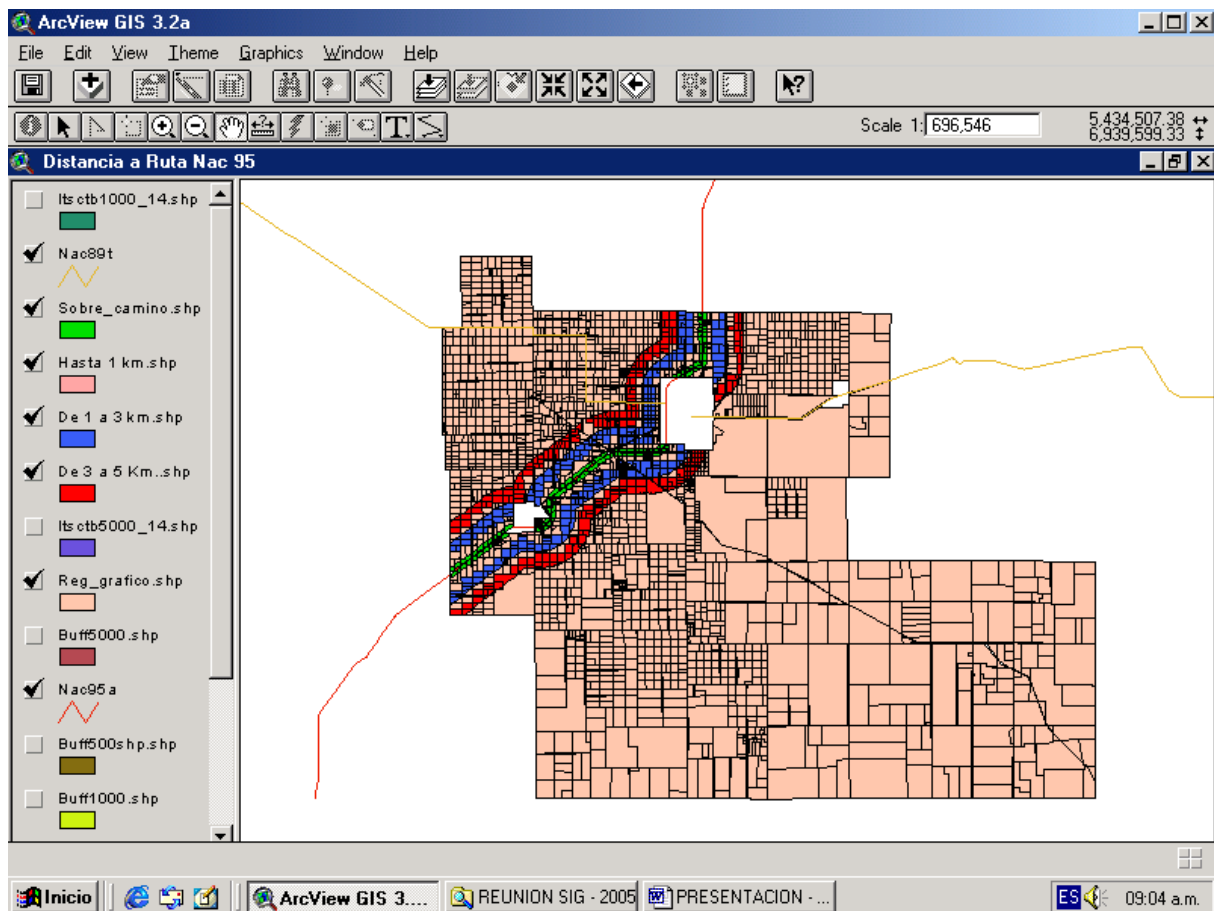 ArcView GIS 3.2a
File Edit View Theme Graphics Window Help
Scale 1: 696,546
5,434,507.38
6,939,599.33
Distancia a Ruta Nac 95
ltsctb1000_14.shp
Nac89t
Sobre_camino.shp
Hasta 1 km.shp
De 1 a 3 km.shp
De 3 a 5 Km..shp
ltsctb5000_14.shp
Reg_grafico.shp
Buff5000.shp
Nac95a
Buff500shp.shp
Buff1000.shp
Inicio
ArcView GIS 3....
REUNION SIG - 2005
PRESENTACION - ...
ES
09:04 a.m.